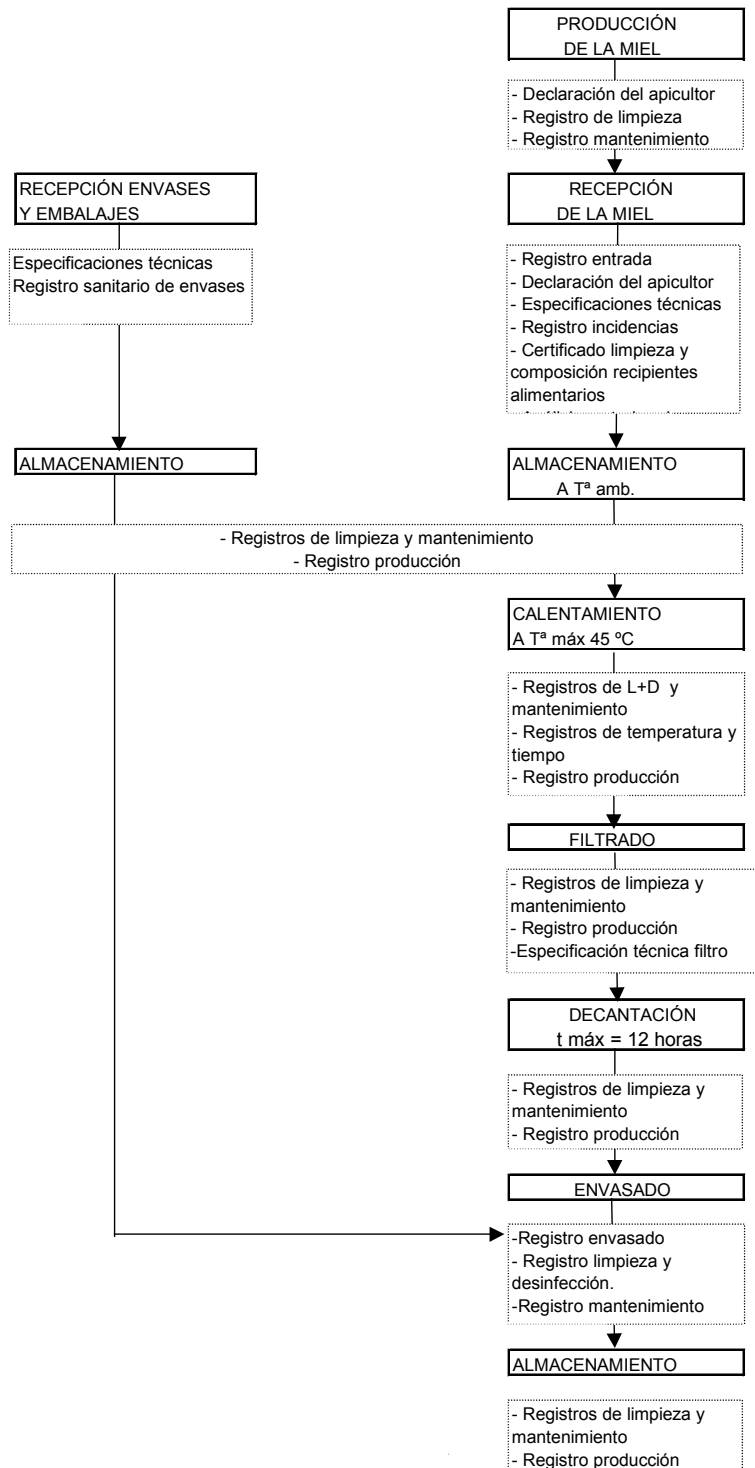 PRODUCCIÓN
DE LA MIEL
- Declaración del apicultor
- Registro de limpieza
- Registro mantenimiento
RECEPCIÓN ENVASES
Y EMBALAJES
Especificaciones técnicas
Registro sanitario de envases
RECEPCIÓN
DE LA MIEL
- Registro entrada
- Declaración del apicultor
- Especificaciones técnicas
- Registro incidencias
- Certificado limpieza y
composición recipientes
alimentarios
ALMACENAMIENTO
ALMACENAMIENTO
A Tª amb.
- Registros de limpieza y mantenimiento
- Registro producción
CALENTAMIENTO
A Tª máx 45 ºC
- Registros de L+D y
mantenimiento
- Registros de temperatura y
tiempo
- Registro producción
FILTRADO
- Registros de limpieza y
mantenimiento
- Registro producción
-Especificación técnica filtro
DECANTACIÓN
t máx = 12 horas
- Registros de limpieza y
mantenimiento
- Registro producción
ENVASADO
-Registro envasado
- Registro limpieza y
desinfección.
-Registro mantenimiento
ALMACENAMIENTO
- Registros de limpieza y
mantenimiento
- Registro producción